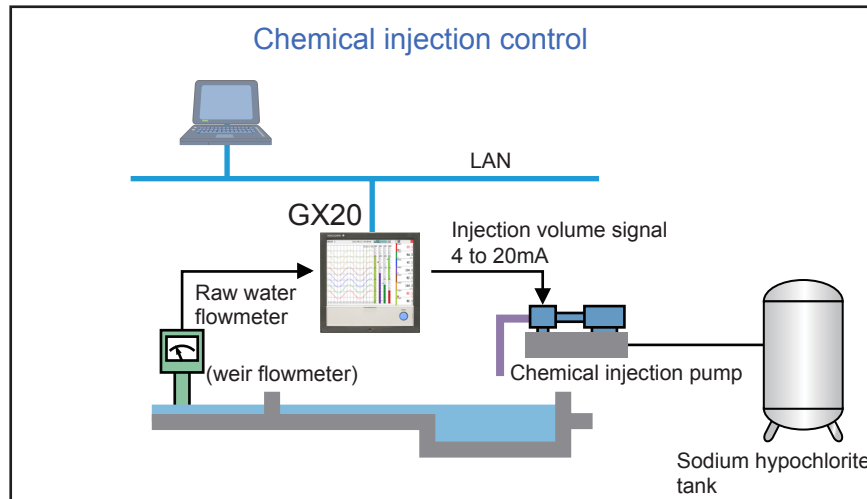 Chemical injection control
LAN
GX20
Injection volume signal
4 to 20mA
Raw water
flowmeter
(weir flowmeter)
Chemical injection pump
Sodium hypochlorite
tank